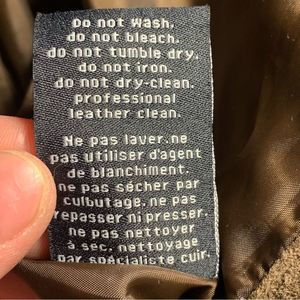 Do not wash.
do not bleach.
do not tumble dry.
do not iron.
do not dry-clean.
professional
leather clean.
Ne pas laver.ne
pas utiliser d'agent
de blanchiment.
ne pas sécher par
culbutage. ne pas
repasser ni presser.
ne pas nettoyer
à sec. nettoyage
par spécialiste cuir.